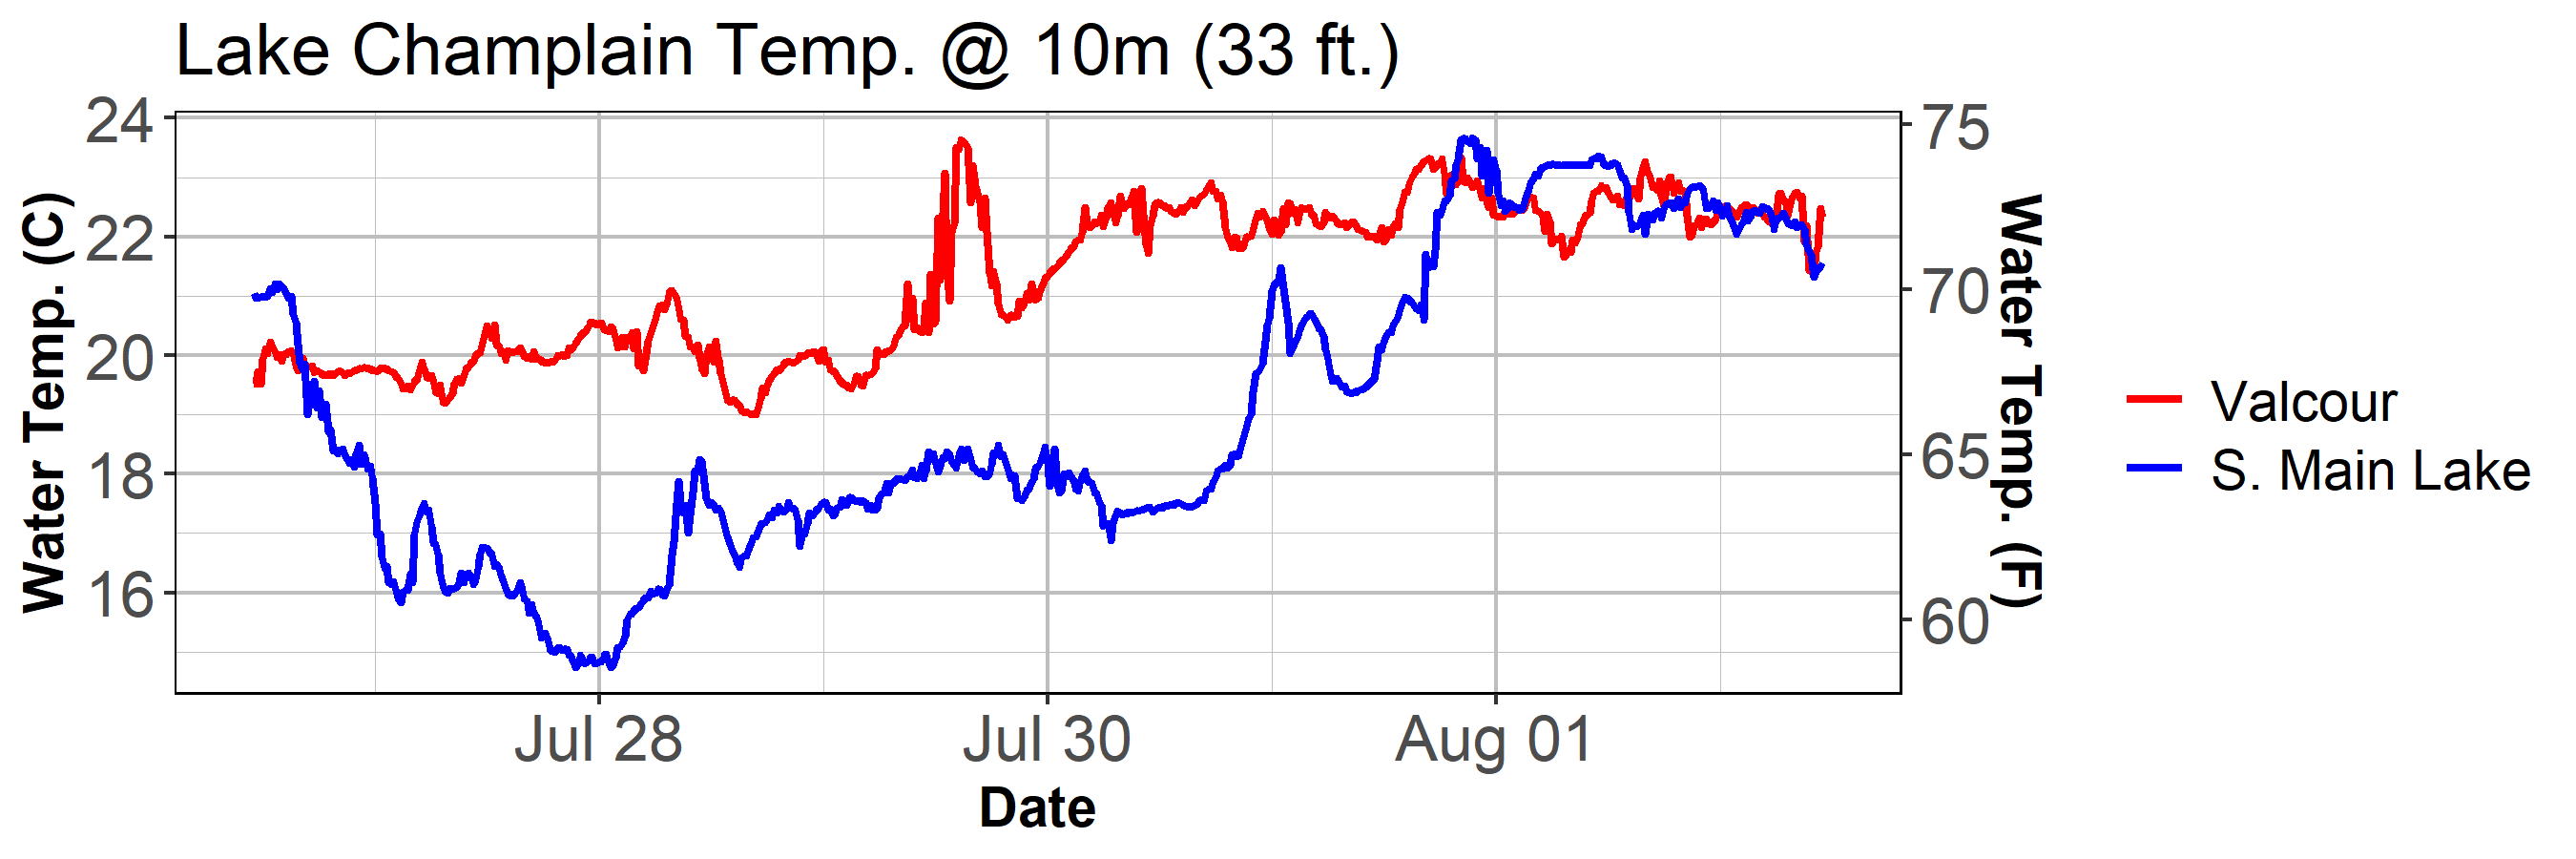 Lake Champlain Temp. @ 10m (33 ft.)
Water Temp. (C)
24
22
20
18
16
75
70
65
60
Water Temp. (F)
Jul 28
Jul 30
Aug 01
Date
Valcour
S. Main Lake